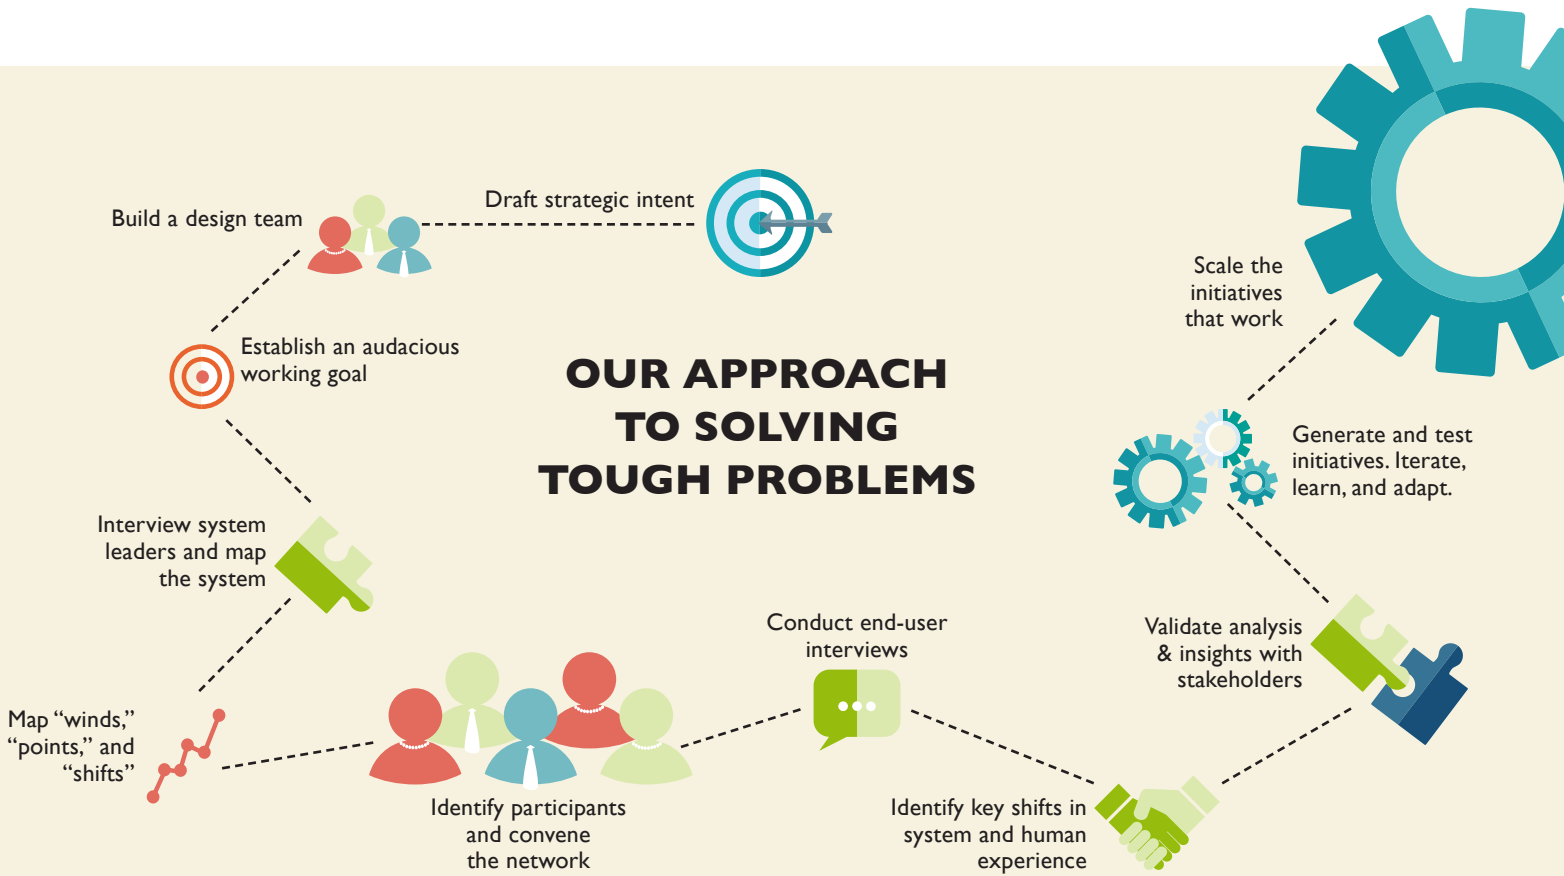 Draft strategic intent
Build a design team
Establish an audacious
working goal
OUR APPROACH
TO SOLVING
TOUGH PROBLEMS
Interview system
leaders and map
the system
Map “winds,”
“points,” and
“shifts”
Identify participants
and convene
the network
Conduct end-user
interviews
Identify key shifts in
system and human
experience
Validate analysis
& insights with
stakeholders
Generate and test
initiatives. Iterate,
learn, and adapt.
Scale the
initiatives
that work